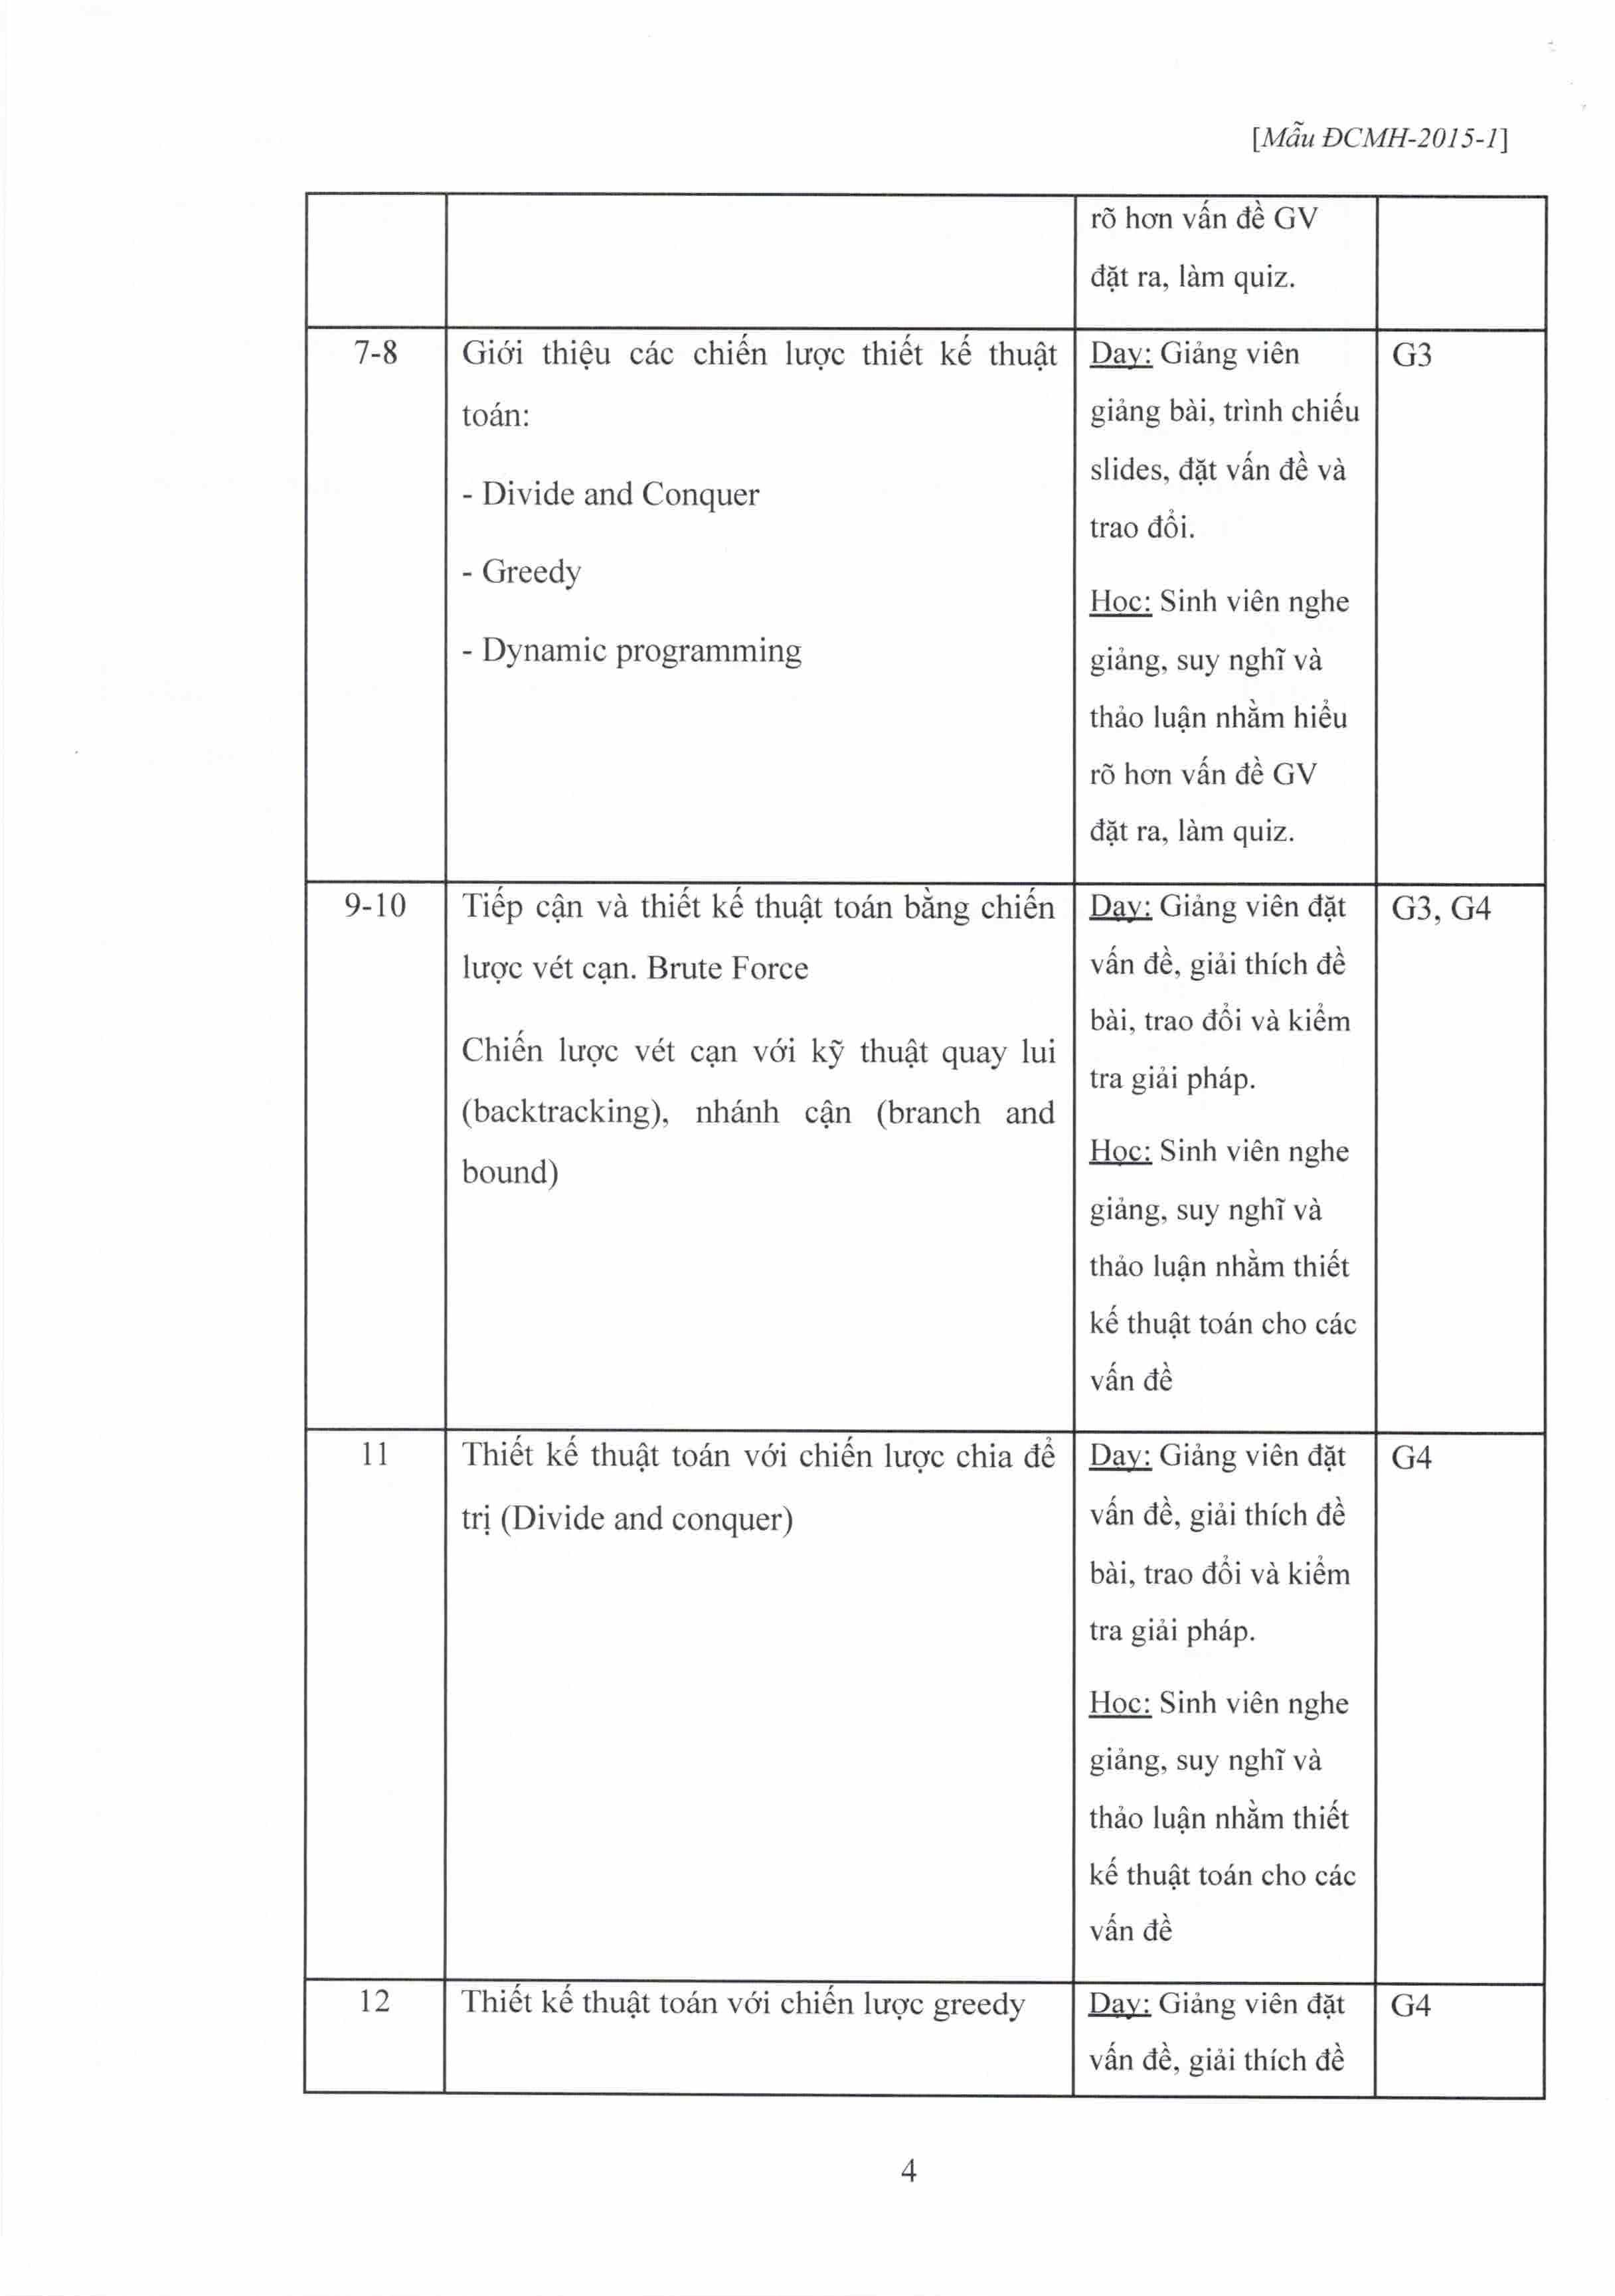 [Mẫu ĐCMH-2015-1]
rõ hơn vấn đề GV
đặt ra, làm quiz.
7-8
Giới thiệu các chiến lược thiết kế thuật
toán:
- Divide and Conquer
- Greedy
- Dynamic programming
Dạy: Giảng viên
giảng bài, trình chiếu
slides, đặt vấn đề và
trao đổi.
Học: Sinh viên nghe
giảng, suy nghĩ và
thảo luận nhằm hiểu
rõ hơn vấn đề GV
đặt ra, làm quiz.
G3
9-10
Tiếp cận và thiết kế thuật toán bằng chiến
lược vét cạn. Brute Force
Chiến lược vét cạn với kỹ thuật quay lui
(backtracking), nhánh cận (branch and
bound)
Dạy: Giảng viên đặt
vấn đề, giải thích đề
bài, trao đổi và kiểm
tra giải pháp.
Học: Sinh viên nghe
giảng, suy nghĩ và
thảo luận nhằm thiết
kế thuật toán cho các
vấn đề
G3, G4
11
Thiết kế thuật toán với chiến lược chia để
trị (Divide and conquer)
Dạy: Giảng viên đặt
vấn đề, giải thích đề
bài, trao đổi và kiểm
tra giải pháp.
Học: Sinh viên nghe
giảng, suy nghĩ và
thảo luận nhằm thiết
kế thuật toán cho các
vấn đề
G4
12
Thiết kế thuật toán với chiến lược greedy
Dạy: Giảng viên đặt
vấn đề, giải thích đề
G4
4